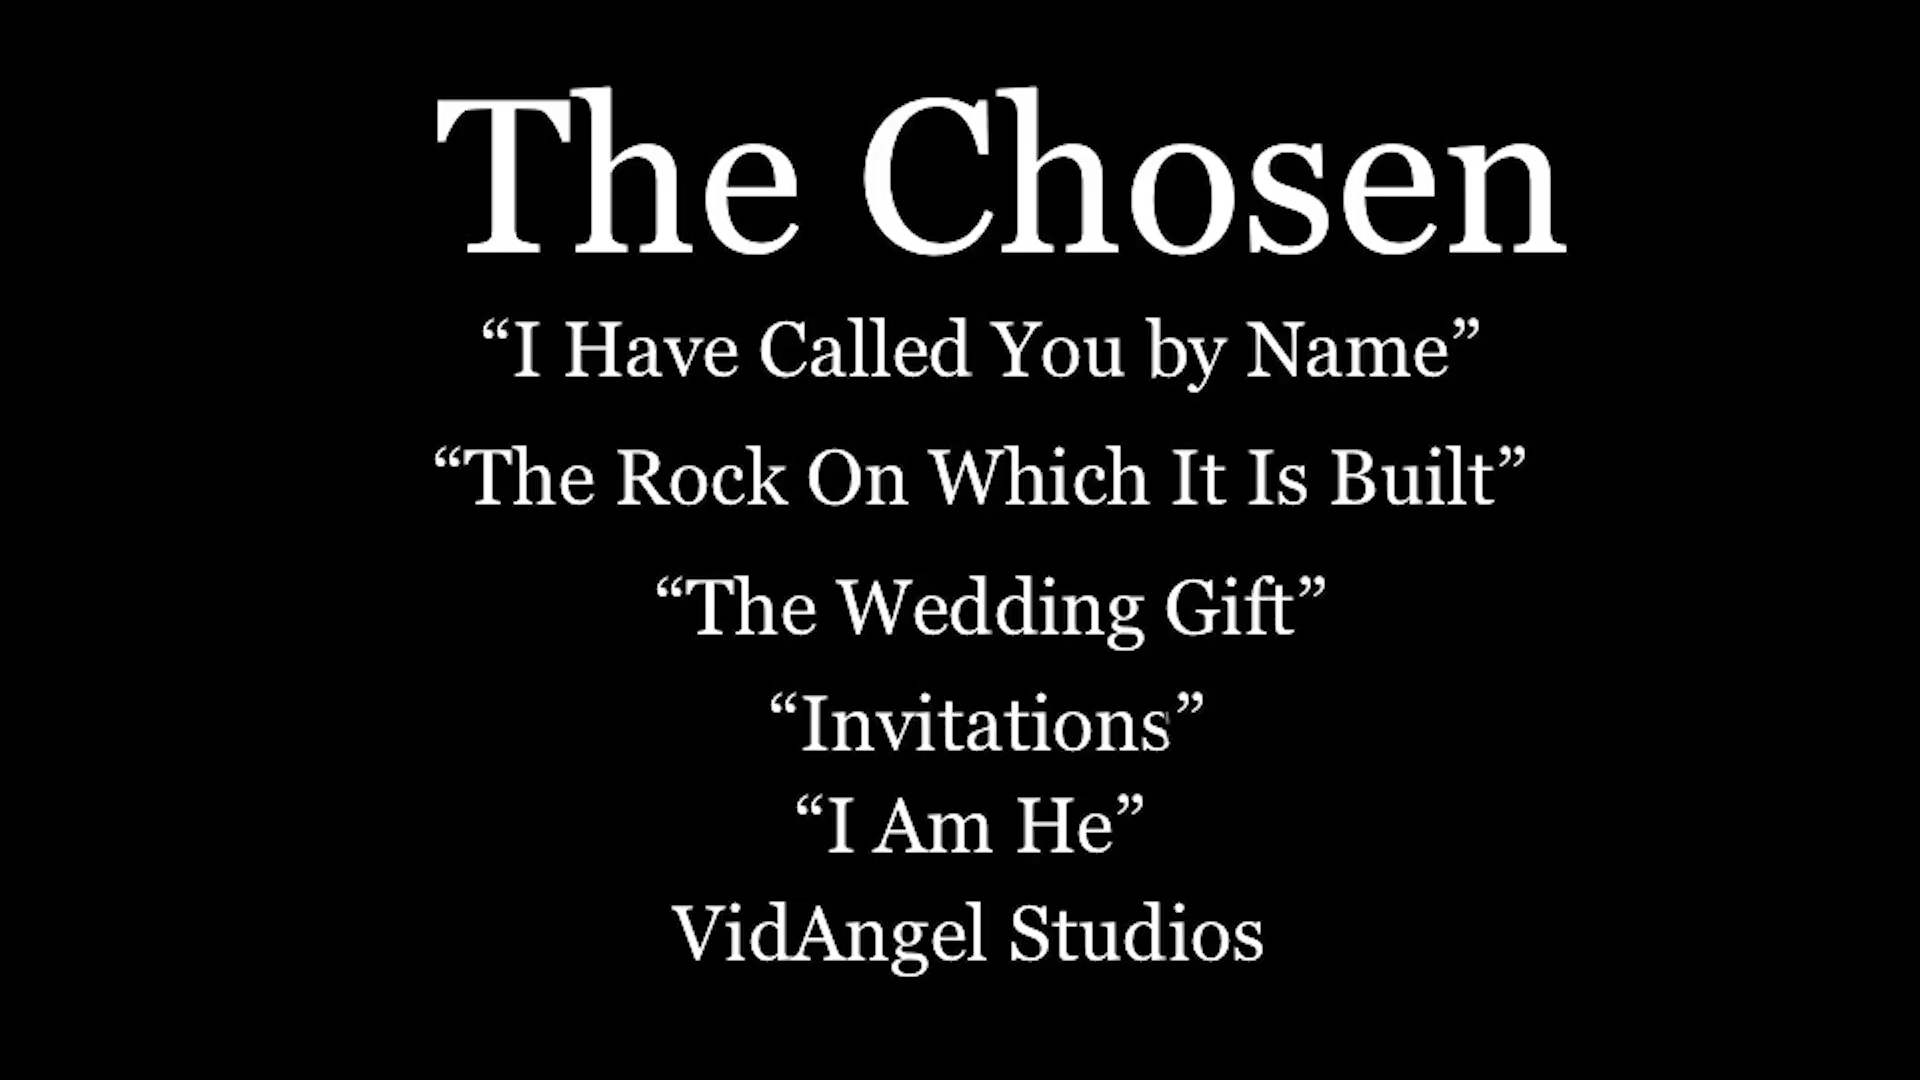 The Chosen
“I Have Called You by Name”
“The Rock On Which It Is Built”
“The Wedding Gift”
“Invitations”
“I Am He”
VidAngel Studios